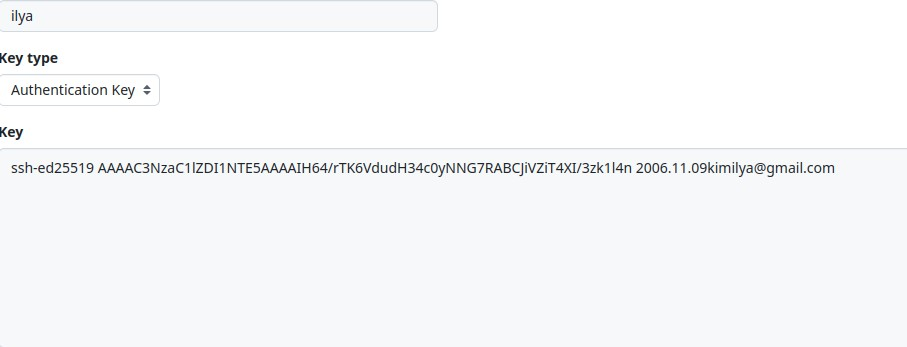 ilya
Key type
Authentication Key
Key
ssh-ed25519 AAAAC3NzaC1lZDI1NTE5AAAAIH64/rTK6VdudH34c0yNNG7RABCJiVZiT4XI/3zk1l4n 2006.11.09kimilya@gmail.com